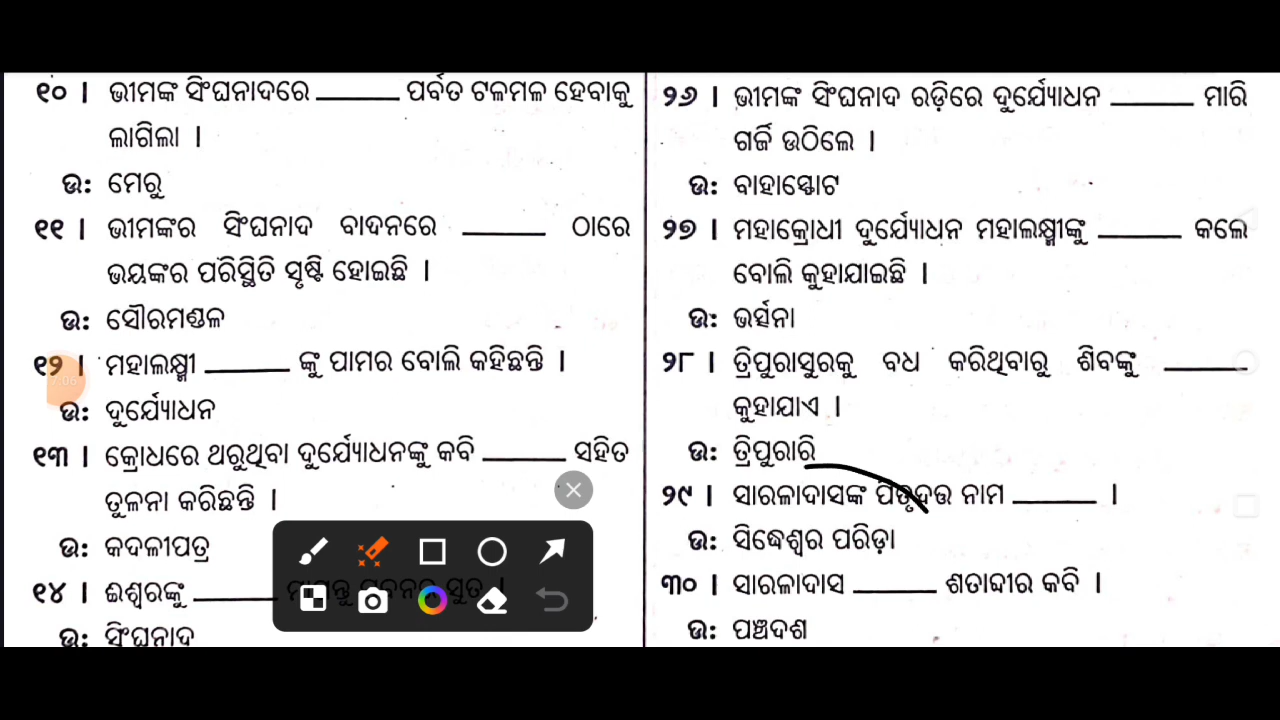 ୧୦ । ଭୀମଙ୍କ ସିଂଘନାଦରେ ______ ପର୍ବତ ଟଳମଳ ହେବାକୁ
ଲାଗିଲା ।
ଉ: ମେରୁ
୧୧ । ଭୀମଙ୍କର ସିଂଘନାଦ ବାଦନରେ ______ ଠାରେ
ଭୟଙ୍କର ପରିସ୍ଥିତି ସୃଷ୍ଟି ହୋଇଛି ।
ଉ: ସୌରମଣ୍ଡଳ
୧୨ । ମହାଲକ୍ଷ୍ମୀ ______ ଙ୍କୁ ପାମର ବୋଲି କହିଛନ୍ତି ।
ଉ: ଦୁର୍ଯ୍ୟୋଧନ
୧୩ । କ୍ରୋଧରେ ଥରୁଥିବା ଦୁର୍ଯ୍ୟୋଧନଙ୍କୁ କବି ______ ସହିତ
ତୁଳନା କରିଛନ୍ତି ।
ଉ: କଦଳୀପତ୍ର
୧୪ । ଈଶ୍ୱରଙ୍କୁ ______ ସୁତ ।
ଉ: ସିଂଘନାଦ
୨୬ । ଭୀମଙ୍କ ସିଂଘନାଦ ରଡ଼ିରେ ଦୁର୍ଯ୍ୟୋଧନ ______ ମାରି
ଗର୍ଜି ଉଠିଲେ ।
ଉ: ବାହାସ୍ଫୋଟ
୨୭ । ମହାକ୍ରୋଧୀ ଦୁର୍ଯ୍ୟୋଧନ ମହାଲକ୍ଷ୍ମୀଙ୍କୁ ______ କଲେ
ବୋଲି କୁହାଯାଇଛି ।
ଉ: ଭର୍ତ୍ସନା
୨୮ । ତ୍ରିପୁରାସୁରକୁ ବଧ କରିଥିବାରୁ ଶିବଙ୍କୁ ______
କୁହାଯାଏ ।
ଉ: ତ୍ରିପୁରାରି
୨୯ । ସାରଳାଦାସଙ୍କ ପିତୃଦତ୍ତ ନାମ ______ ।
ଉ: ସିଦ୍ଧେଶ୍ୱର ପରିଡ଼ା
୩୦ । ସାରଳାଦାସ ______ ଶତାବ୍ଦୀର କବି ।
ଉ: ପଞ୍ଚଦଶ